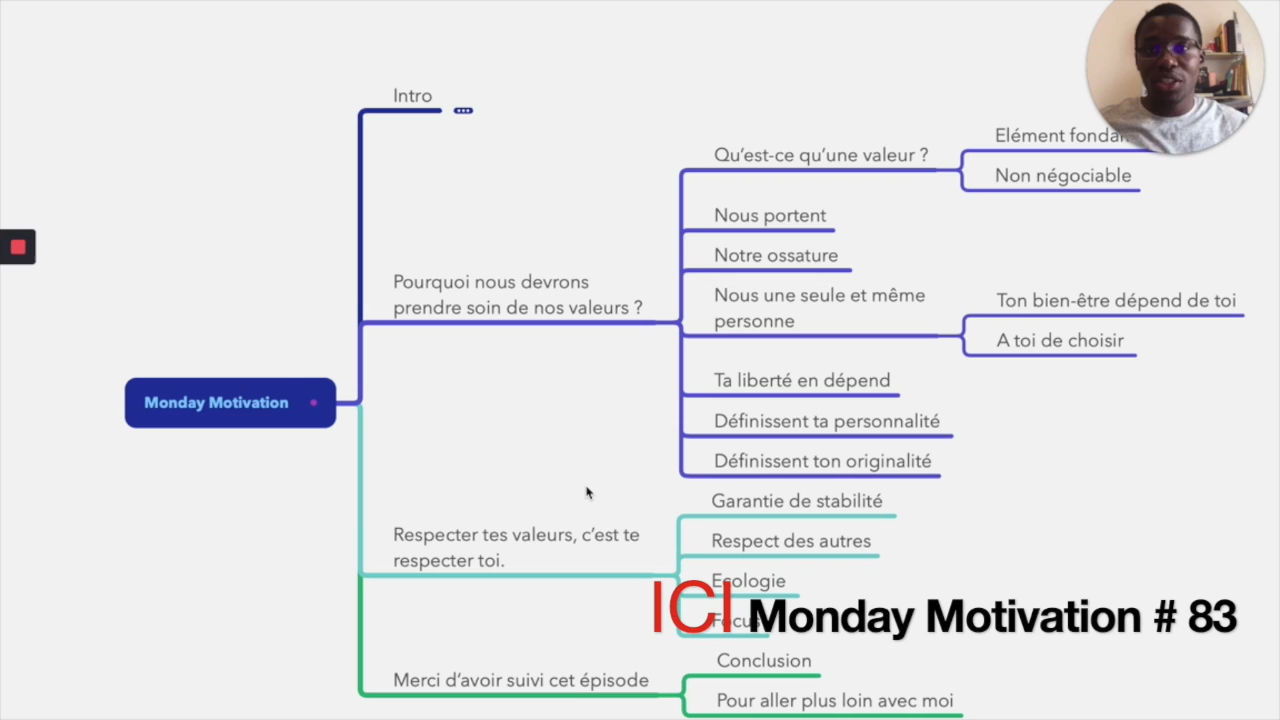 Intro
Qu'est-ce qu'une valeur ?
Elément
Non négociable
Nous portent
Notre ossature
Pourquoi nous devrons
prendre soin de nos valeurs ?
Nous une seule et même
personne
Ton bien-être dépend de toi
A toi de choisir
Ta liberté en dépend
Définissent ta personnalité
Définissent ton originalité
Monday Motivation
Respecter tes valeurs, c'est te
respecter toi.
Garantie de stabilité
Respect des autres
Ecologie
Focus
ICI Monday Motivation # 83
Merci d'avoir suivi cet épisode
Conclusion
Pour aller plus loin avec moi